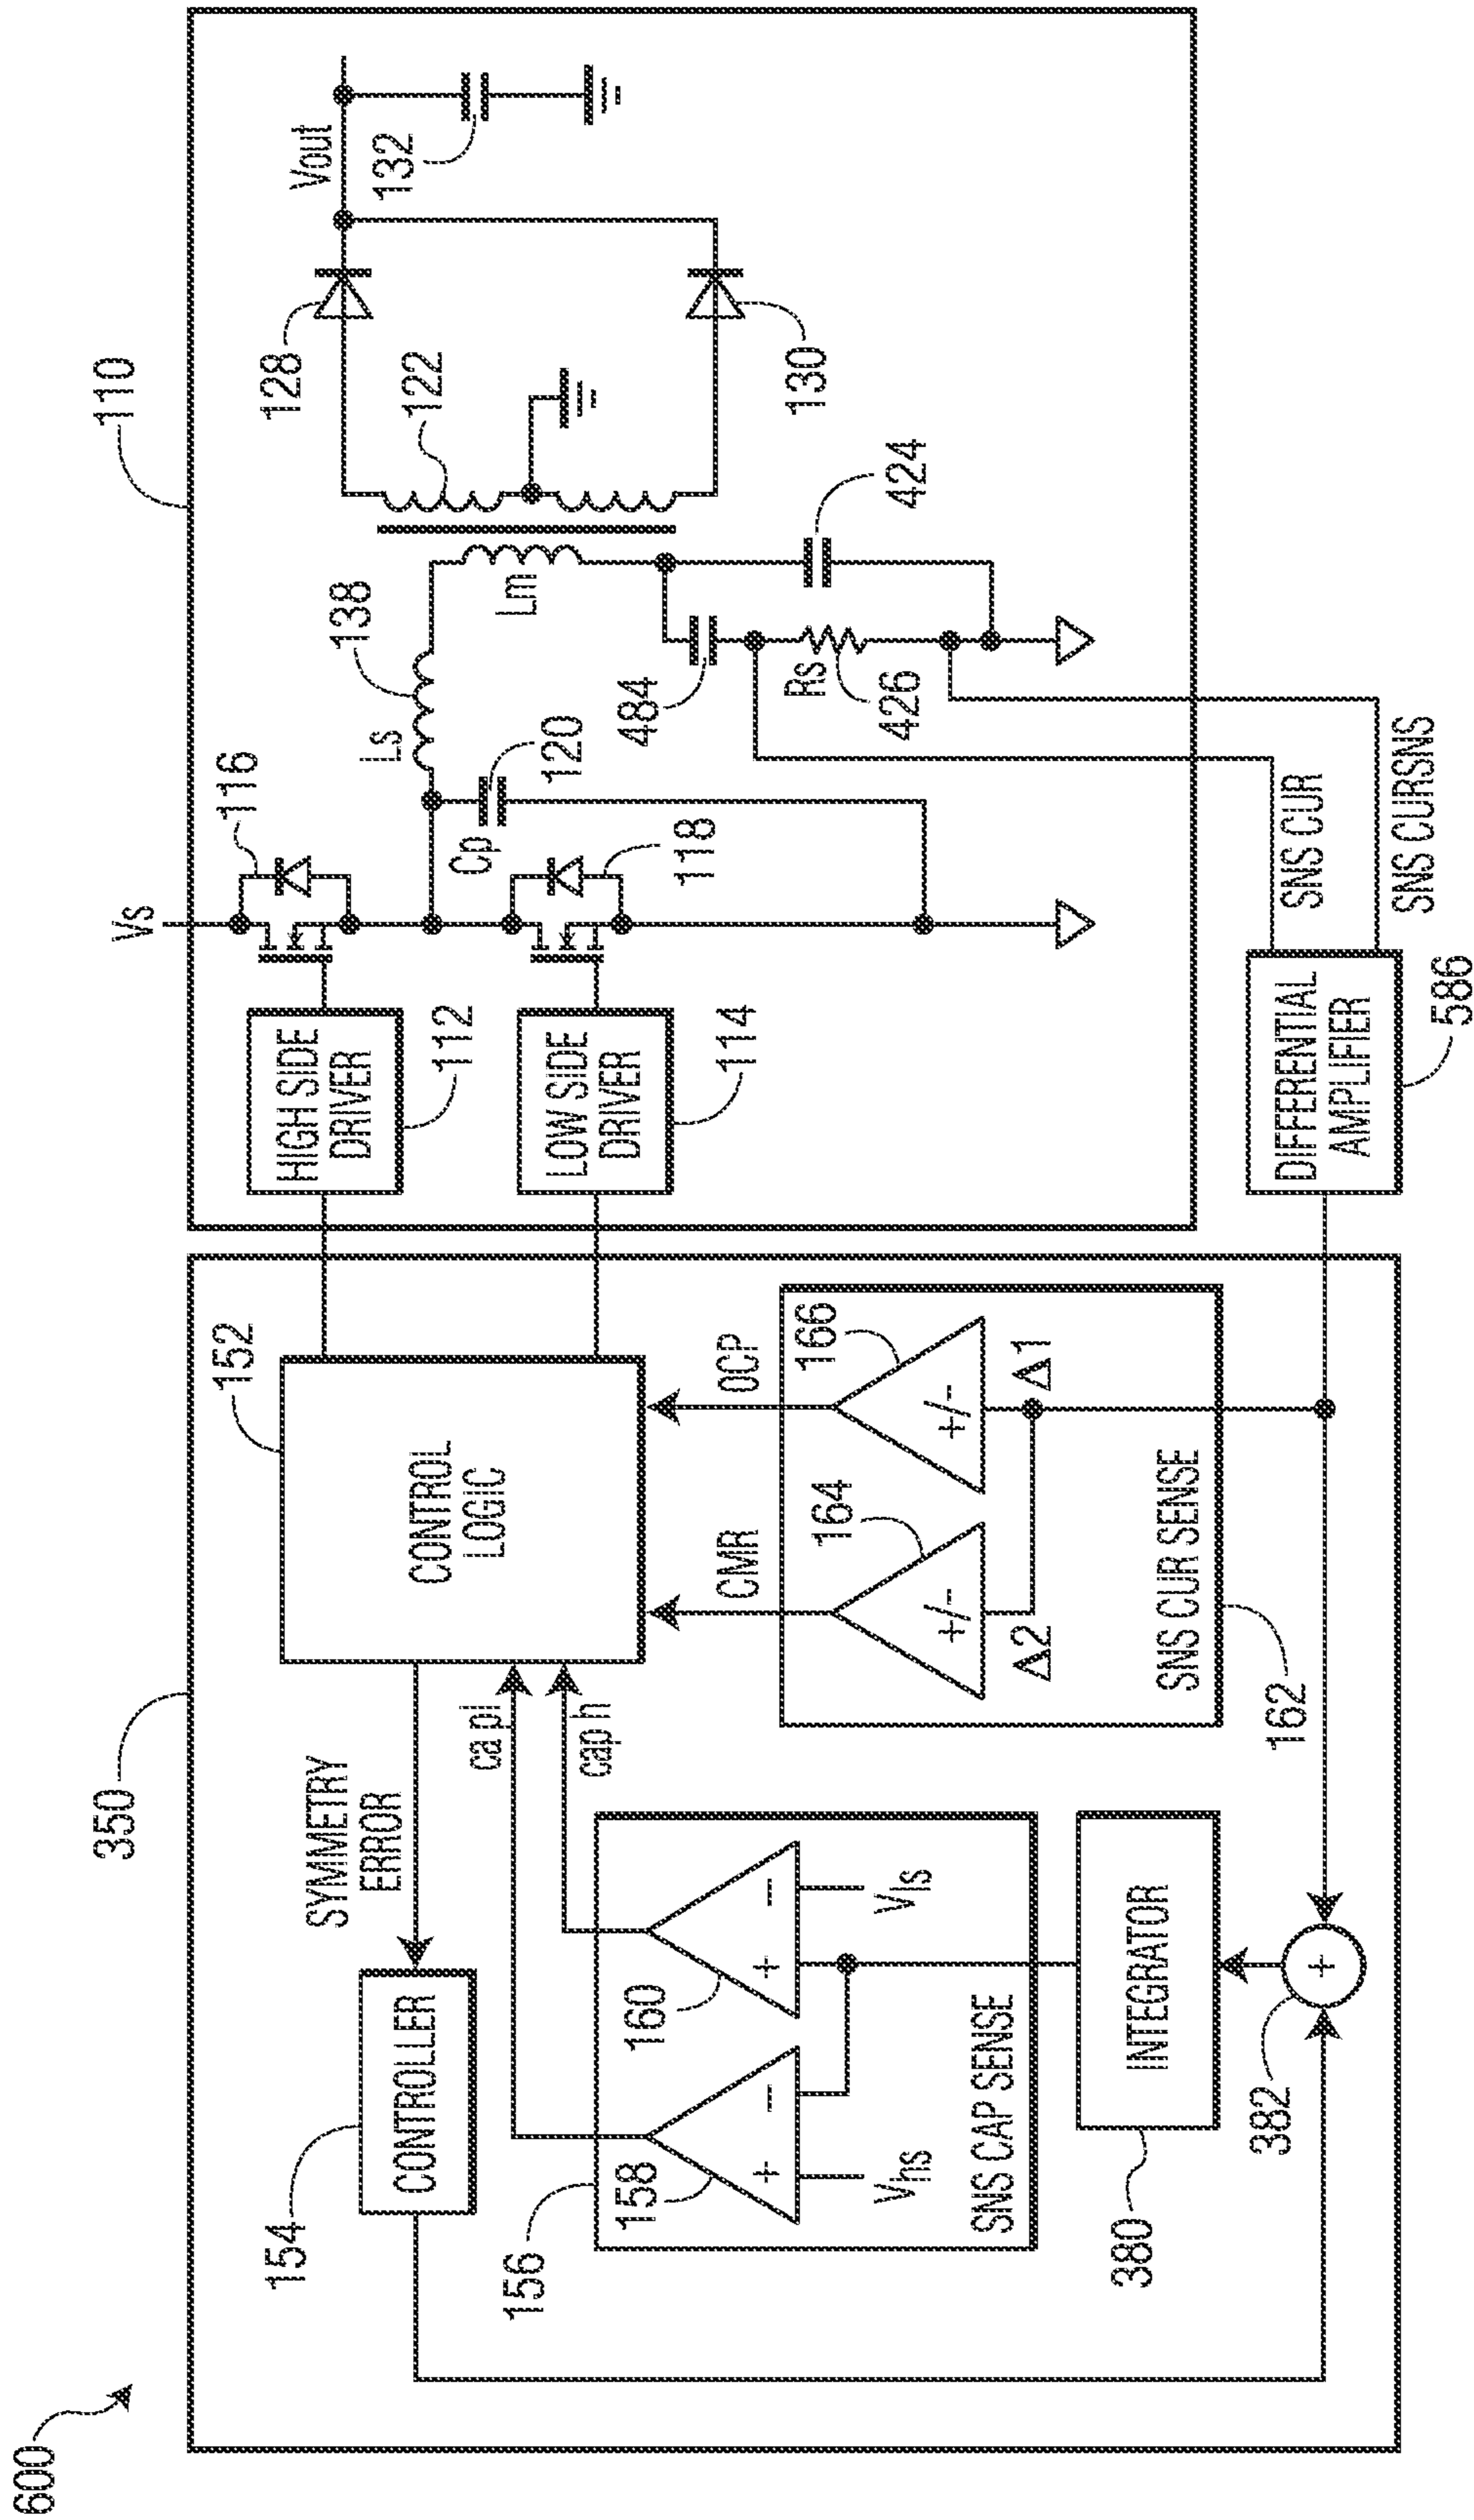 600
350
110
154
CONTROLLER
SYMMETRY
ERROR
152
CONTROL
LOGIC
ca pl
cap h
156
158
+
−
Vhs
160
+
−
Vls
SNS CAP SENSE
380
INTEGRATOR
382
+
CMR
OCP
164
+/-
Δ2
166
+/-
Δ1
SNS CUR SENSE
162
HIGH SIDE
DRIVER
112
LOW SIDE
DRIVER
114
Vs
116
118
Cp
120
Ls
138
Lm
484
Rs
426
424
122
128
130
Vout
132
SNS CUR
SNS CURSNS
DIFFERENTIAL
AMPLIFIER
586